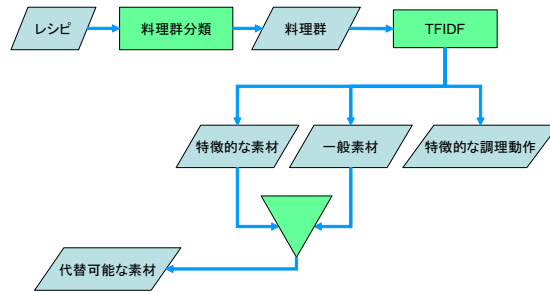 レシピ
料理群分類
料理群
TFIDF
特徴的な素材
一般素材
特徴的な調理動作
代替可能な素材